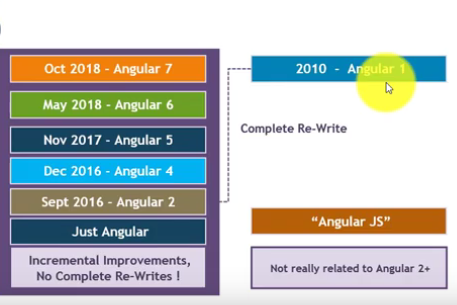 Oct 2018 - Angular 7
May 2018 - Angular 6
Nov 2017 - Angular 5
Dec 2016 - Angular 4
Sept 2016 - Angular 2
Just Angular
Incremental Improvements,
No Complete Re-Writes !
2010 - Angular 1
Complete Re-Write
“Angular JS”
Not really related to Angular 2+